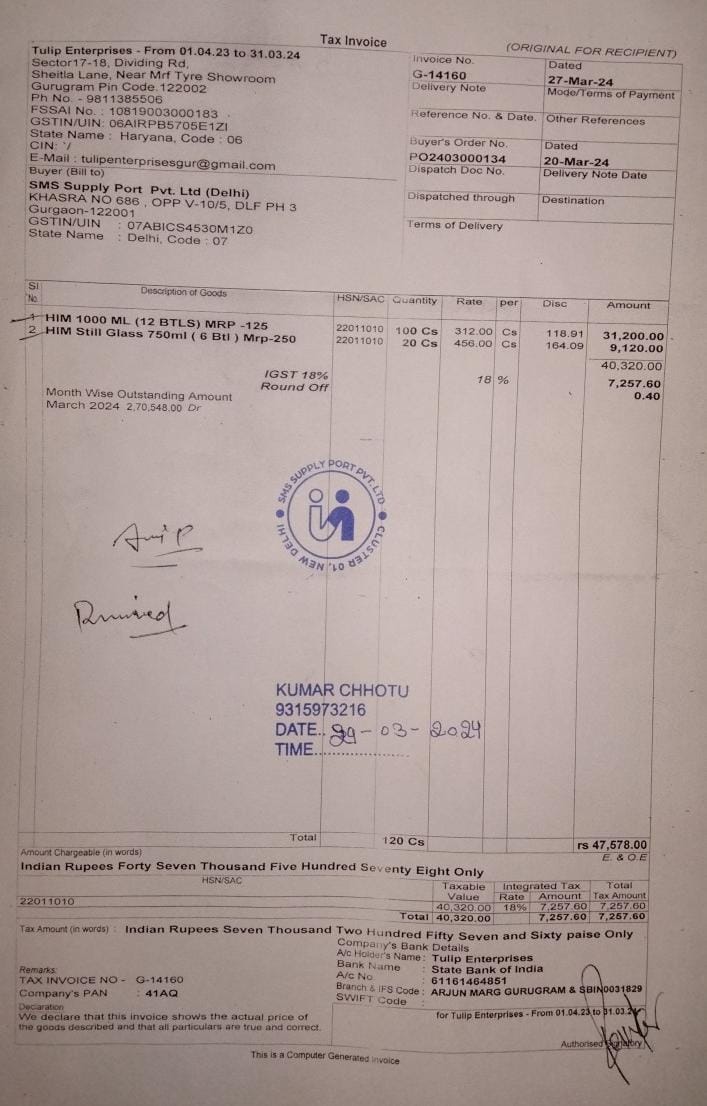 Tax Invoice
(ORIGINAL FOR RECIPIENT)
Tulip Enterprises - From 01.04.23 to 31.03.24
Sector17-18, Dividing Rd,
Sheitla Lane, Near Mrf Tyre Showroom
Gurugram Pin Code.122002
Ph No. - 9811385506
FSSAI No. : 10819003000183
GSTIN/UIN: 06AIRPB5705E1ZI
State Name : Haryana, Code : 06
CIN: '/
E-Mail : tulipenterprisesgur@gmail.com
Buyer (Bill to)
SMS Supply Port Pvt. Ltd (Delhi)
KHASRA NO 686 , OPP V-10/5, DLF PH 3
Gurgaon-122001
GSTIN/UIN : 07ABICS4530M1Z0
State Name : Delhi, Code : 07
Invoice No. Dated
G-14160 27-Mar-24
Delivery Note Mode/Terms of Payment
Reference No. & Date. Other References
Buyer's Order No. Dated
PO2403000134 20-Mar-24
Dispatch Doc No. Delivery Note Date
Dispatched through Destination
Terms of Delivery
Sl No. Description of Goods HSN/SAC Quantity Rate per Disc Amount
1 HIM 1000 ML (12 BTLS) MRP -125 22011010 100 Cs 312.00 Cs 118.91 31,200.00
2 HIM Still Glass 750ml ( 6 Btl ) Mrp-250 22011010 20 Cs 456.00 Cs 164.09 9,120.00
40,320.00
IGST 18% 18 % 7,257.60
Round Off 0.40
Month Wise Outstanding Amount
March 2024 2,70,548.00 Dr
SMS SUPPLY PORT PVT. LTD
CLUSTER 01, NEW DELHI
KUMAR CHHOTU
9315973216
DATE.. 29-03-2024
TIME................
Total 120 Cs rs 47,578.00
Amount Chargeable (in words) E. & O.E
Indian Rupees Forty Seven Thousand Five Hundred Seventy Eight Only
HSN/SAC Taxable Value Integrated Tax Rate Amount Total Tax Amount
22011010 40,320.00 18% 7,257.60 7,257.60
Total 40,320.00 7,257.60 7,257.60
Tax Amount (in words) : Indian Rupees Seven Thousand Two Hundred Fifty Seven and Sixty paise Only
Company's Bank Details
A/c Holder's Name : Tulip Enterprises
Bank Name : State Bank of India
A/c No : 61161464851
Branch & IFS Code : ARJUN MARG GURUGRAM & SBIN0031829
SWIFT Code :
Remarks:
TAX INVOICE NO - G-14160
Company's PAN : 41AQ
Declaration
We declare that this invoice shows the actual price of
the goods described and that all particulars are true and correct.
for Tulip Enterprises - From 01.04.23 to 31.03.24
Authorised Signatory
This is a Computer Generated Invoice